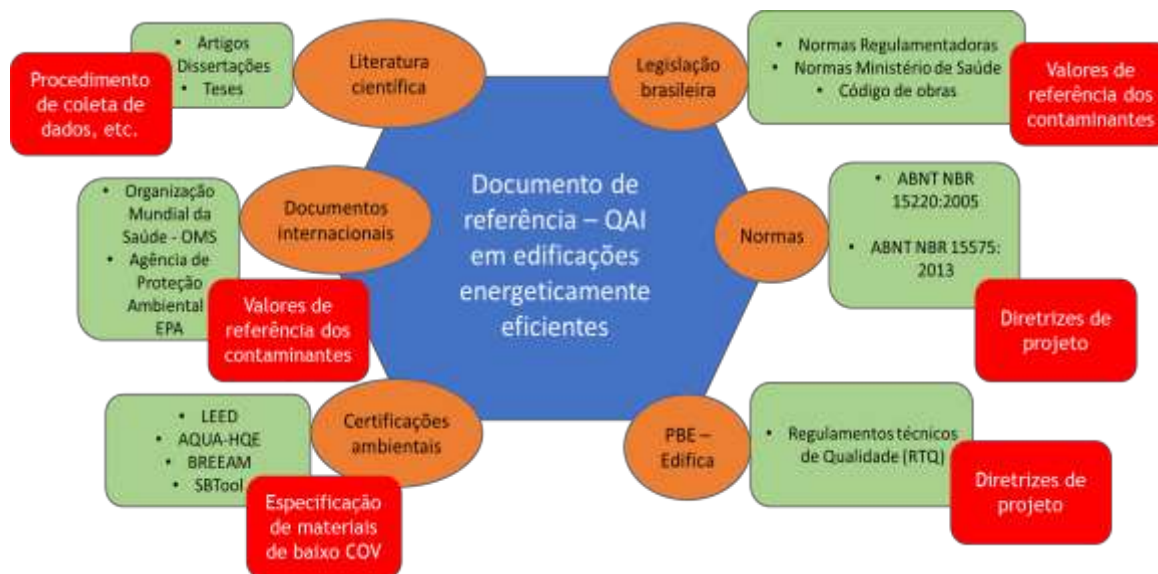 Literatura
científica
• Artigos
Dissertações
• Teses
Procedimento
de coleta de
dados, etc.
Legislação
brasileira
• Normas Regulamentadoras
• Normas Ministério de Saúde
• Código de obras
Valores de
referência dos
contaminantes
Documento de
referência – QAI
em edificações
energeticamente
eficientes
Documentos
internacionais
• Organização
Mundial da
Saúde - OMS
• Agência de
Proteção
Ambiental
EPA
Valores de
referência dos
contaminantes
Normas
• ABNT NBR
15220:2005
• ABNT NBR 15575:
2013
Diretrizes de
projeto
Certificações
ambientais
• LEED
• AQUA-HQE
• BREEAM
• SBTool
Especificação
de materiais
de baixo COV
PBE –
Edifica
• Regulamentos técnicos
de Qualidade (RTQ)
Diretrizes de
projeto